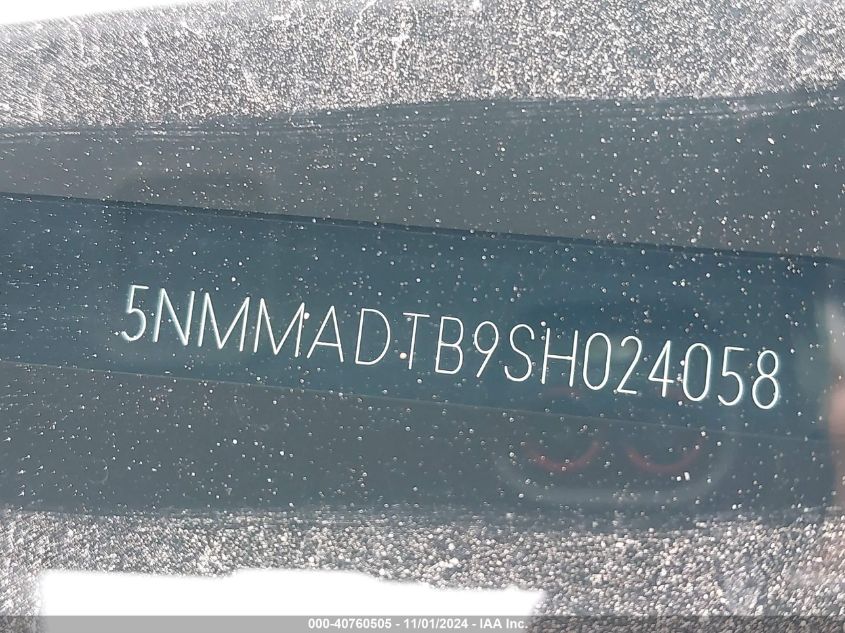 5NMMADTB9SH024058
000-40760505 - 11/01/2024 - IAA Inc.